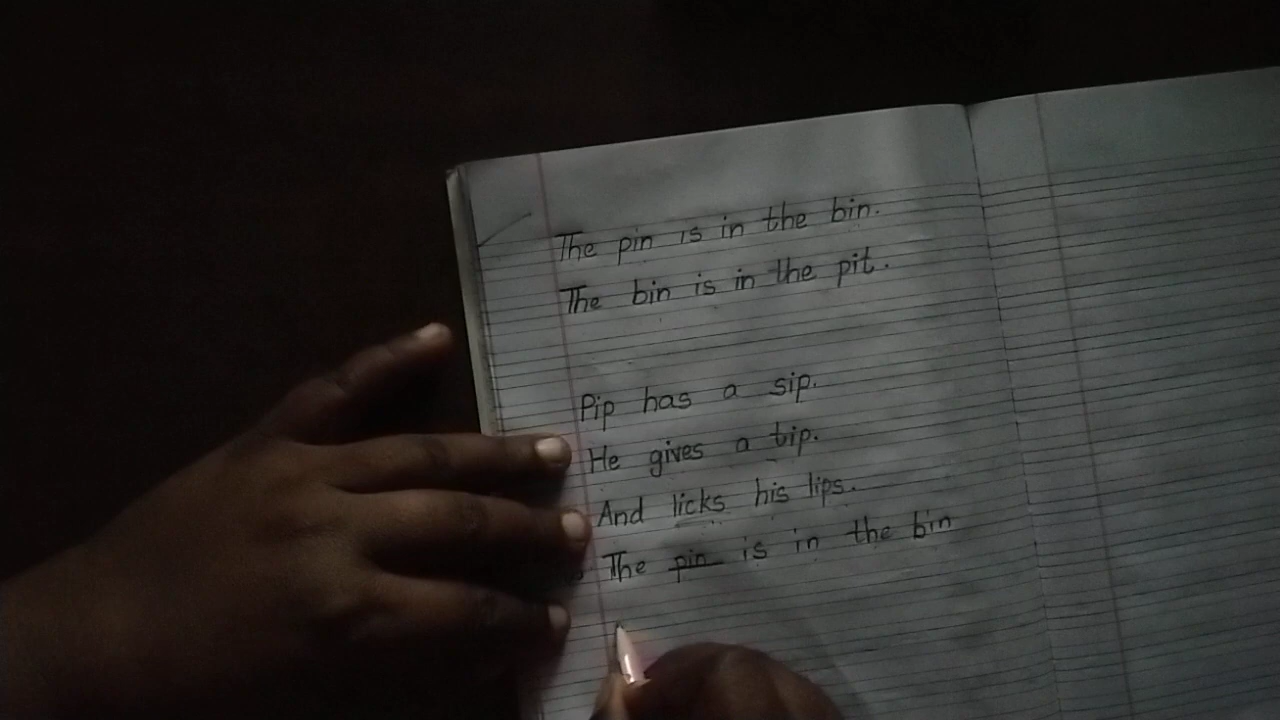 The pin is in the bin.
The bin is in the pit.
Pip has a sip.
He gives a tip.
And licks his lips.
The pin is in the bin